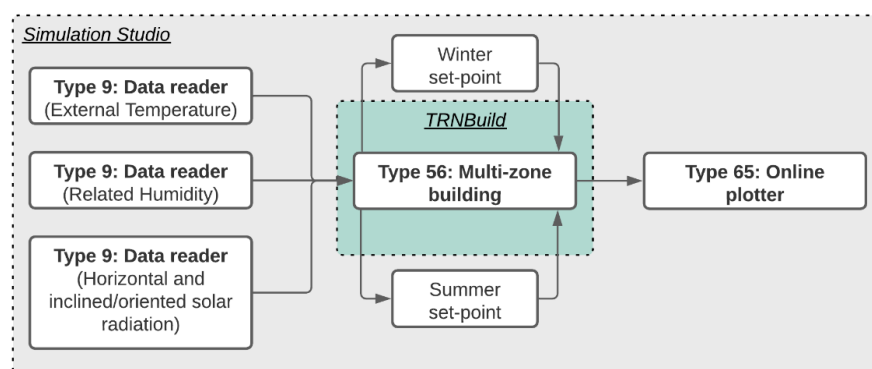 Simulation Studio
Type 9: Data reader
(External Temperature)
Type 9: Data reader
(Related Humidity)
Type 9: Data reader
(Horizontal and
inclined/oriented solar
radiation)
Winter
set-point
TRNBuild
Type 56: Multi-zone
building
Summer
set-point
Type 65: Online
plotter